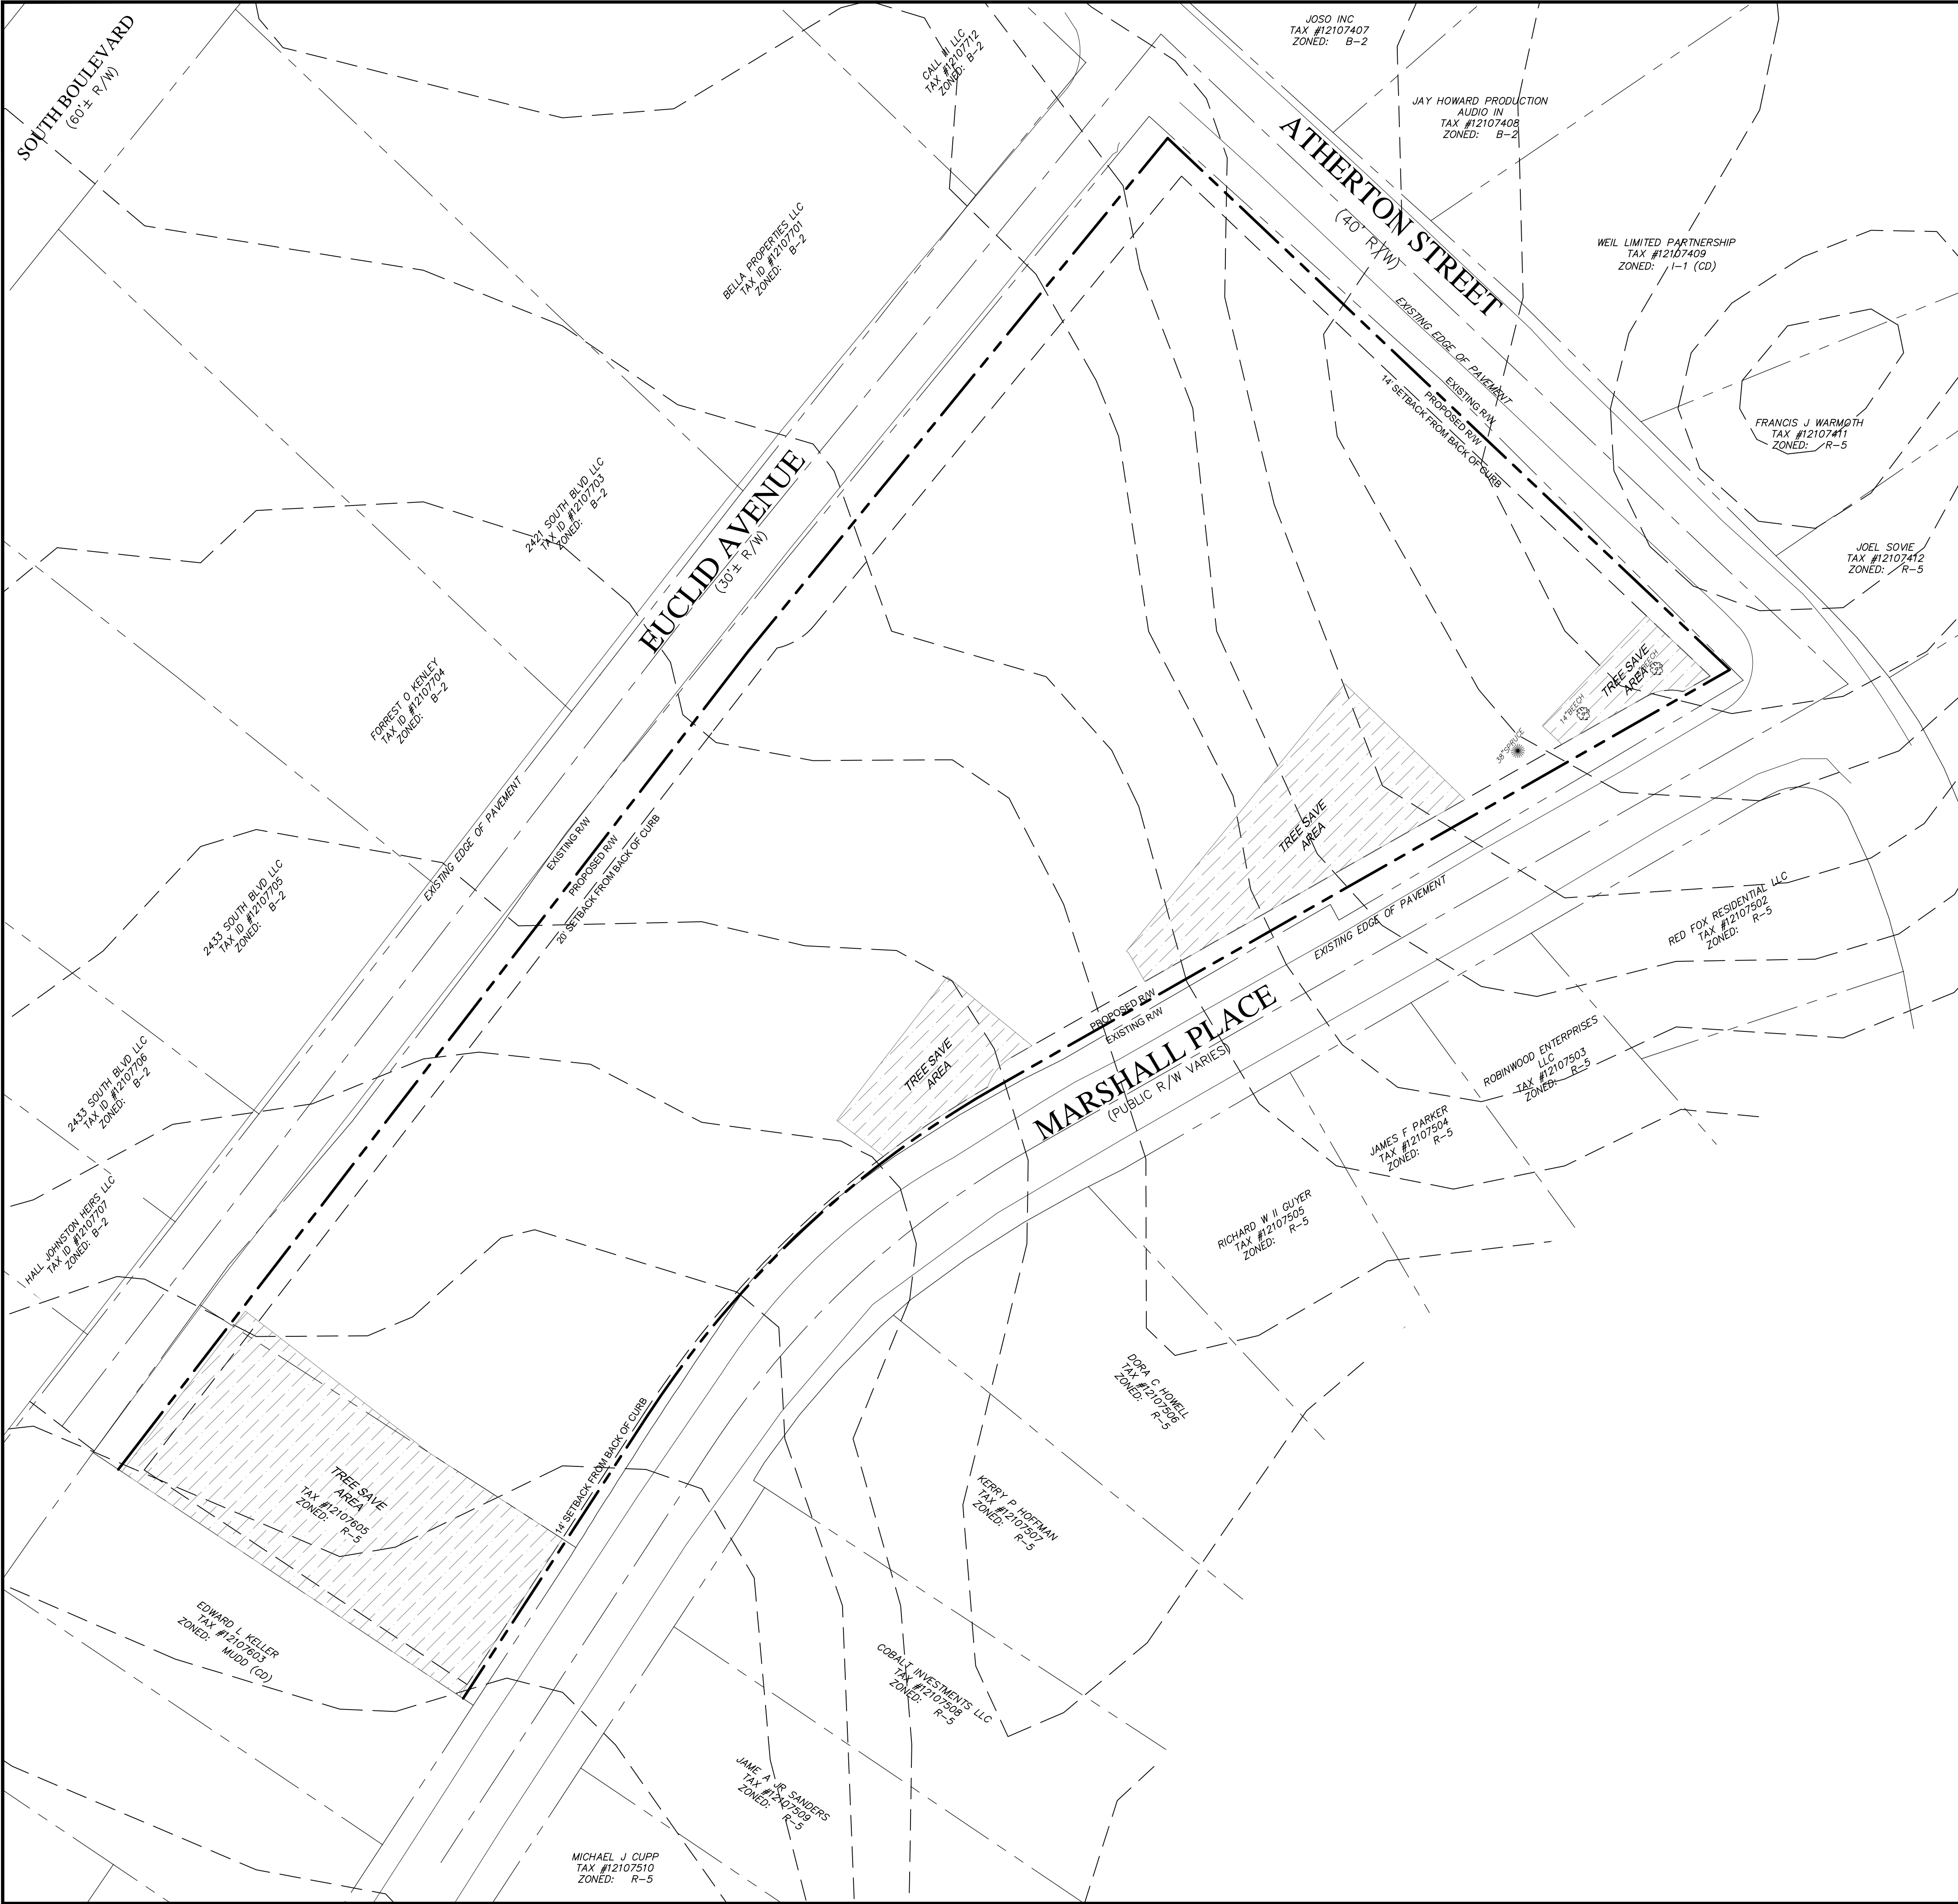 SOUTH BOULEVARD
(60'± R/W)
CALL WI LLC
TAX #12107712
ZONED: B-2
JOSO INC
TAX #12107407
ZONED: B-2
JAY HOWARD PRODUCTION
AUDIO IN
TAX #12107408
ZONED: B-2
ATHERTON STREET
(40' R/W)
WEIL LIMITED PARTNERSHIP
TAX #12107409
ZONED: I-1 (CD)
BELLA PROPERTIES LLC
TAX ID #12107701
ZONED: B-2
EXISTING EDGE OF PAVEMENT
EXISTING R/W
PROPOSED R/W
14' SETBACK FROM BACK OF CURB
FRANCIS J WARMOTH
TAX #12107411
ZONED: R-5
2421 SOUTH BLVD LLC
TAX ID #12107703
ZONED: B-2
EUCLID AVENUE
(30'± R/W)
JOEL SOVIE
TAX #12107412
ZONED: R-5
FORREST O KENLEY
TAX ID #12107704
ZONED: B-2
TREE SAVE
AREA
BEECH
14"BEECH
38"SPRUCE
EXISTING EDGE OF PAVEMENT
EXISTING R/W
PROPOSED R/W
20' SETBACK FROM BACK OF CURB
TREE SAVE
AREA
2433 SOUTH BLVD LLC
TAX ID #12107705
ZONED: B-2
EXISTING EDGE OF PAVEMENT
RED FOX RESIDENTIAL LLC
TAX #12107502
ZONED: R-5
2433 SOUTH BLVD LLC
TAX ID #12107706
ZONED: B-2
TREE SAVE
AREA
PROPOSED R/W
EXISTING R/W
MARSHALL PLACE
(PUBLIC R/W VARIES)
ROBINWOOD ENTERPRISES
LLC
TAX #12107503
ZONED: R-5
JAMES F PARKER
TAX #12107504
ZONED: R-5
HALL JOHNSTON HEIRS LLC
TAX ID #12107707
ZONED: B-2
RICHARD W II GUYER
TAX #12107505
ZONED: R-5
DORA C HOWELL
TAX #12107506
ZONED: R-5
14' SETBACK FROM BACK OF CURB
TREE SAVE
AREA
TAX #12107605
ZONED: R-5
KERRY P HOFFMAN
TAX #12107507
ZONED: R-5
EDWARD L KELLER
TAX #12107603
ZONED: MUDD (CD)
COBALT INVESTMENTS LLC
TAX #12107508
ZONED: R-5
JAME A JR SANDERS
TAX #12107509
ZONED: R-5
MICHAEL J CUPP
TAX #12107510
ZONED: R-5